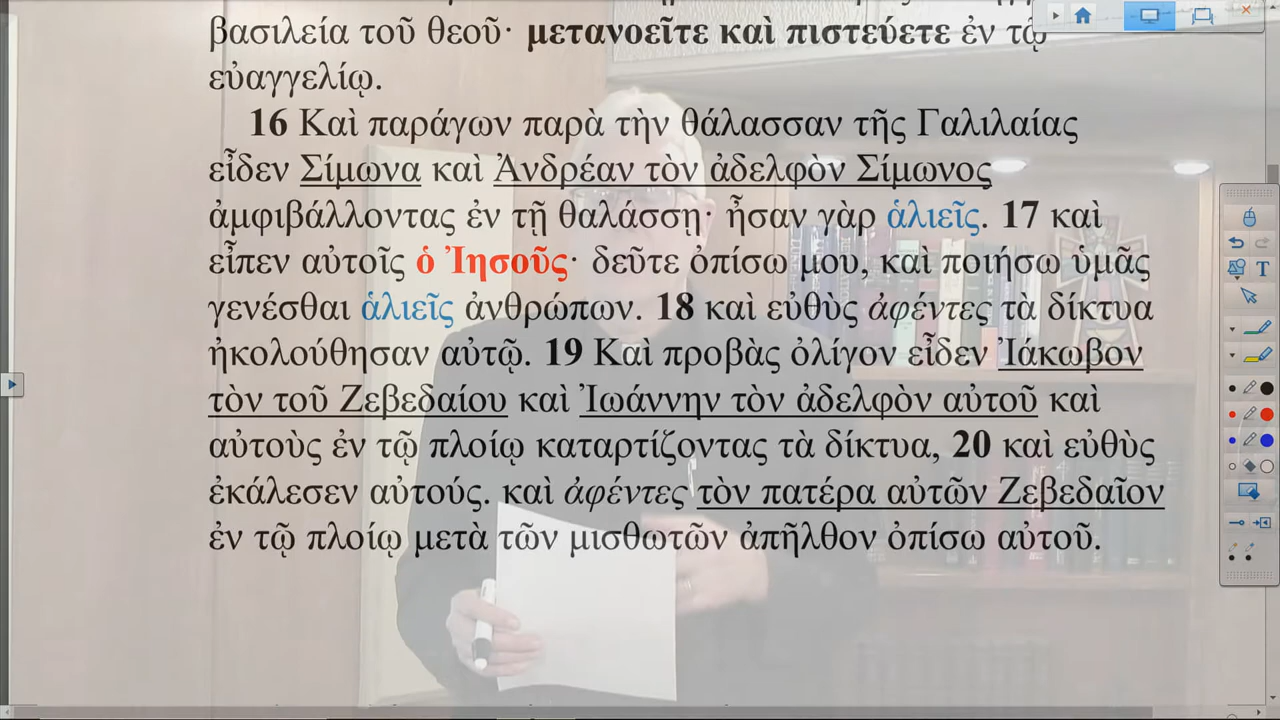 βασιλεία τοῦ θεοῦ· μετανοεῖτε καὶ πιστεύετε ἐν τῷ
εὐαγγελίῳ.
16 Καὶ παράγων παρὰ τὴν θάλασσαν τῆς Γαλιλαίας
εἶδεν Σίμωνα καὶ Ἀνδρέαν τὸν ἀδελφὸν Σίμωνος
ἀμφιβάλλοντας ἐν τῇ θαλάσσῃ· ἦσαν γὰρ ἁλιεῖς. 17 καὶ
εἶπεν αὐτοῖς ὁ Ἰησοῦς· δεῦτε ὀπίσω μου, καὶ ποιήσω ὑμᾶς
γενέσθαι ἁλιεῖς ἀνθρώπων. 18 καὶ εὐθὺς ἀφέντες τὰ δίκτυα
ἠκολούθησαν αὐτῷ. 19 Καὶ προβὰς ὀλίγον εἶδεν Ἰάκωβον
τὸν τοῦ Ζεβεδαίου καὶ Ἰωάννην τὸν ἀδελφὸν αὐτοῦ καὶ
αὐτοὺς ἐν τῷ πλοίῳ καταρτίζοντας τὰ δίκτυα, 20 καὶ εὐθὺς
ἐκάλεσεν αὐτούς. καὶ ἀφέντες τὸν πατέρα αὐτῶν Ζεβεδαῖον
ἐν τῷ πλοίῳ μετὰ τῶν μισθωτῶν ἀπῆλθον ὀπίσω αὐτοῦ.